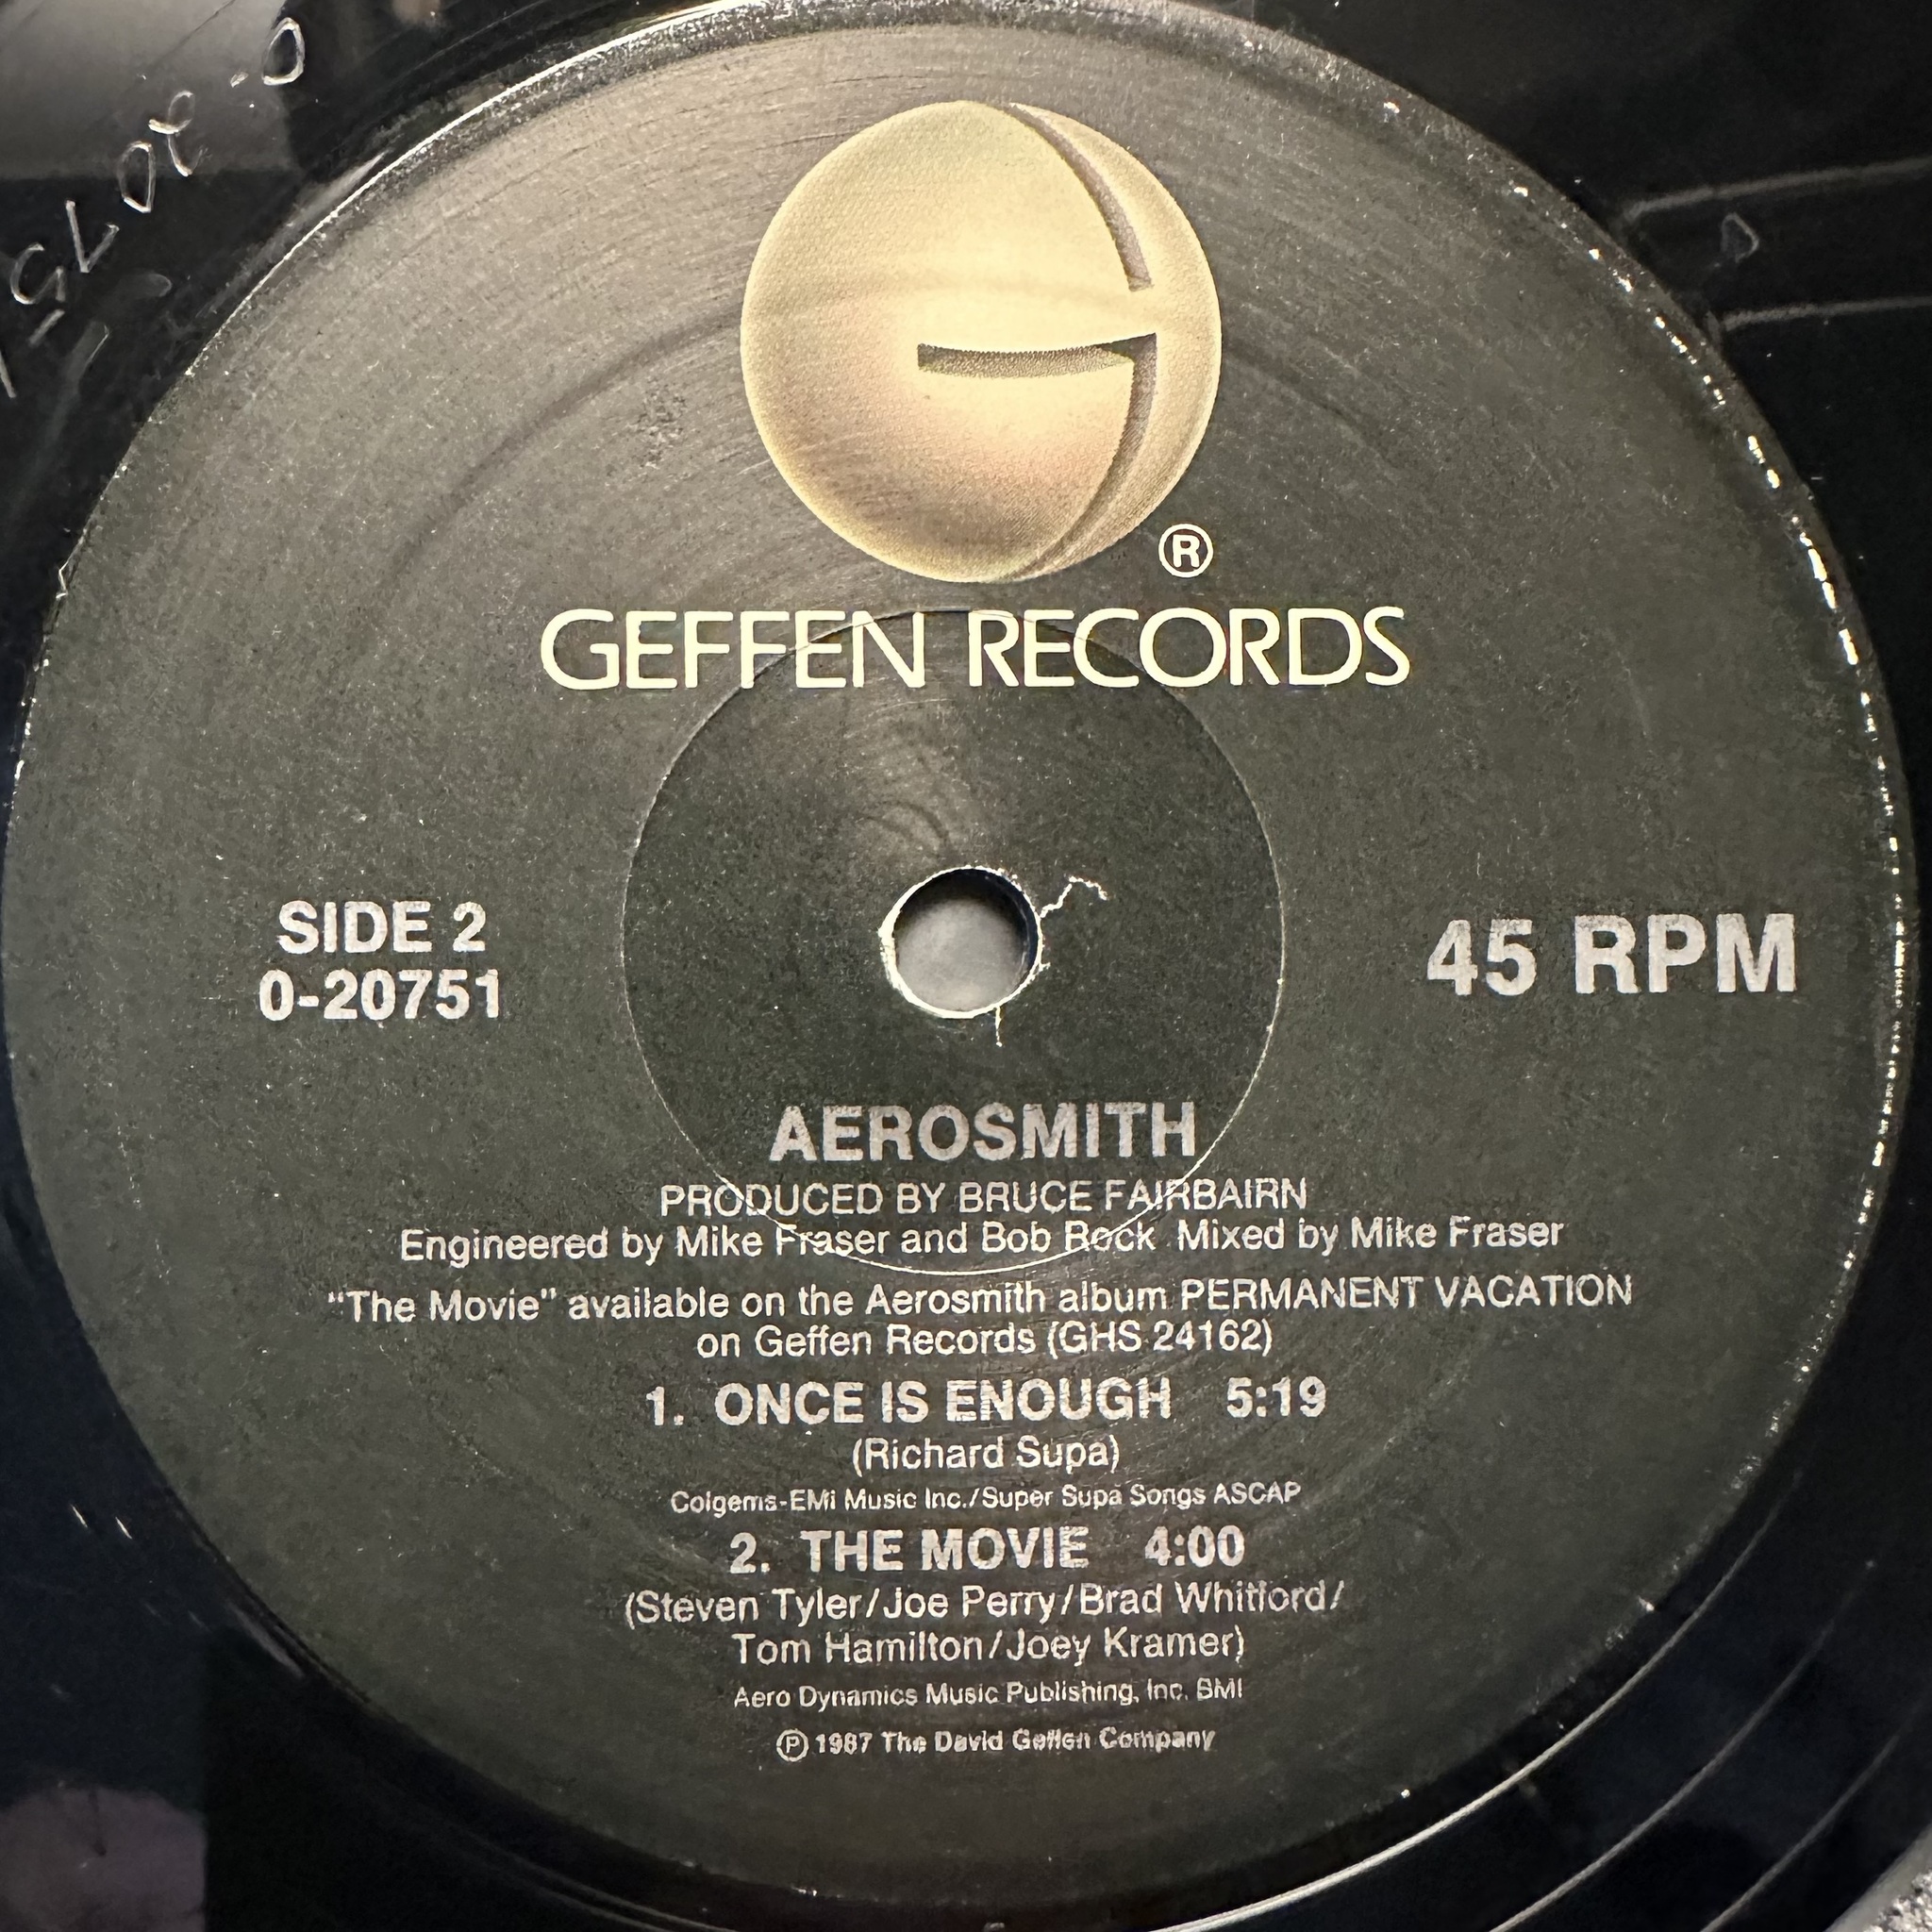 0-20751
®
GEFFEN RECORDS
SIDE 2
0-20751
45 RPM
AEROSMITH
PRODUCED BY BRUCE FAIRBAIRN
Engineered by Mike Fraser and Bob Rock Mixed by Mike Fraser
"The Movie" available on the Aerosmith album PERMANENT VACATION
on Geffen Records (GHS 24162)
1. ONCE IS ENOUGH 5:19
(Richard Supa)
Colgems-EMI Music Inc./Super Supa Songs ASCAP
2. THE MOVIE 4:00
(Steven Tyler/Joe Perry/Brad Whitford/
Tom Hamilton/Joey Kramer)
Aero Dynamics Music Publishing, Inc. BMI
Ⓟ 1987 The David Geffen Company